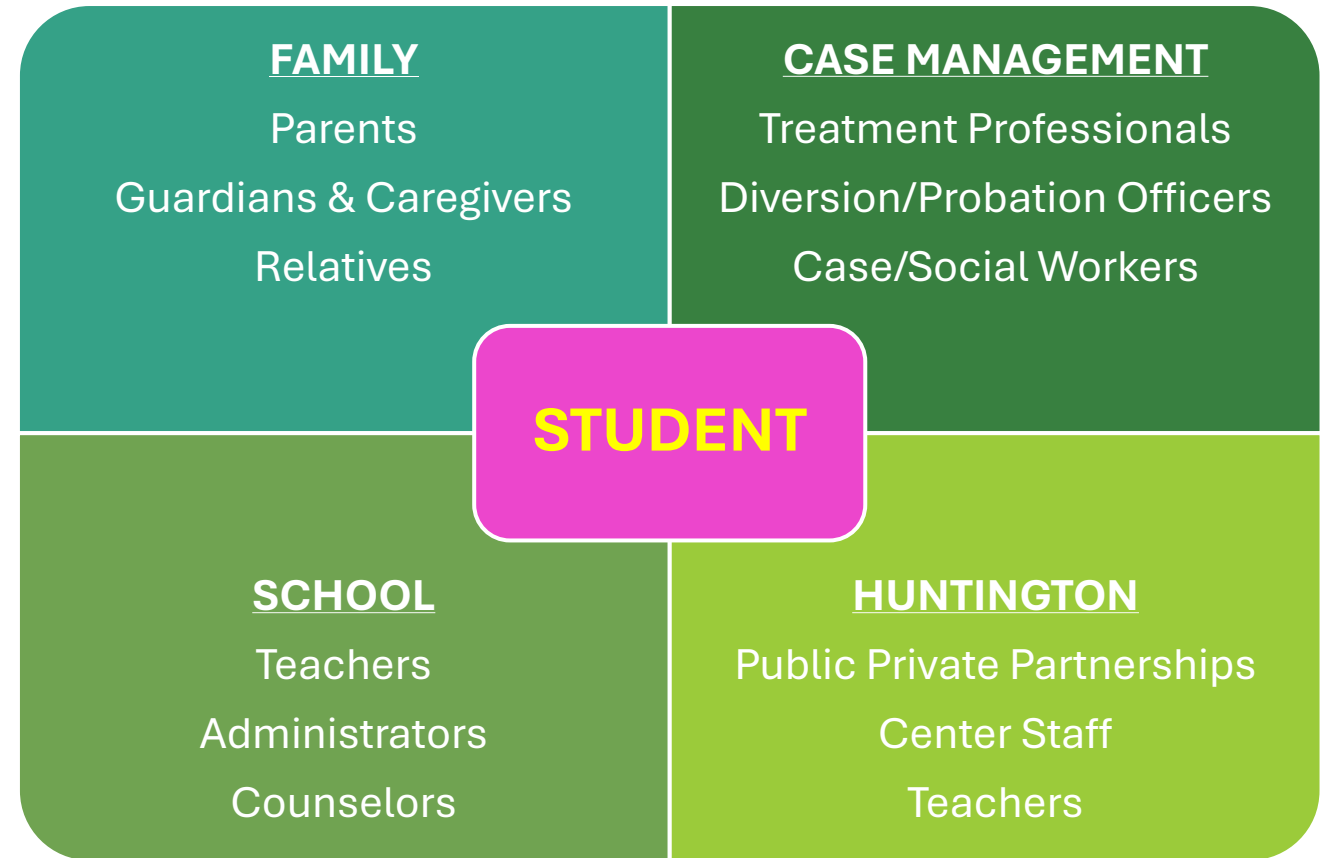 FAMILY
Parents
Guardians & Caregivers
Relatives
CASE MANAGEMENT
Treatment Professionals
Diversion/Probation Officers
Case/Social Workers
STUDENT
SCHOOL
Teachers
Administrators
Counselors
HUNTINGTON
Public Private Partnerships
Center Staff
Teachers